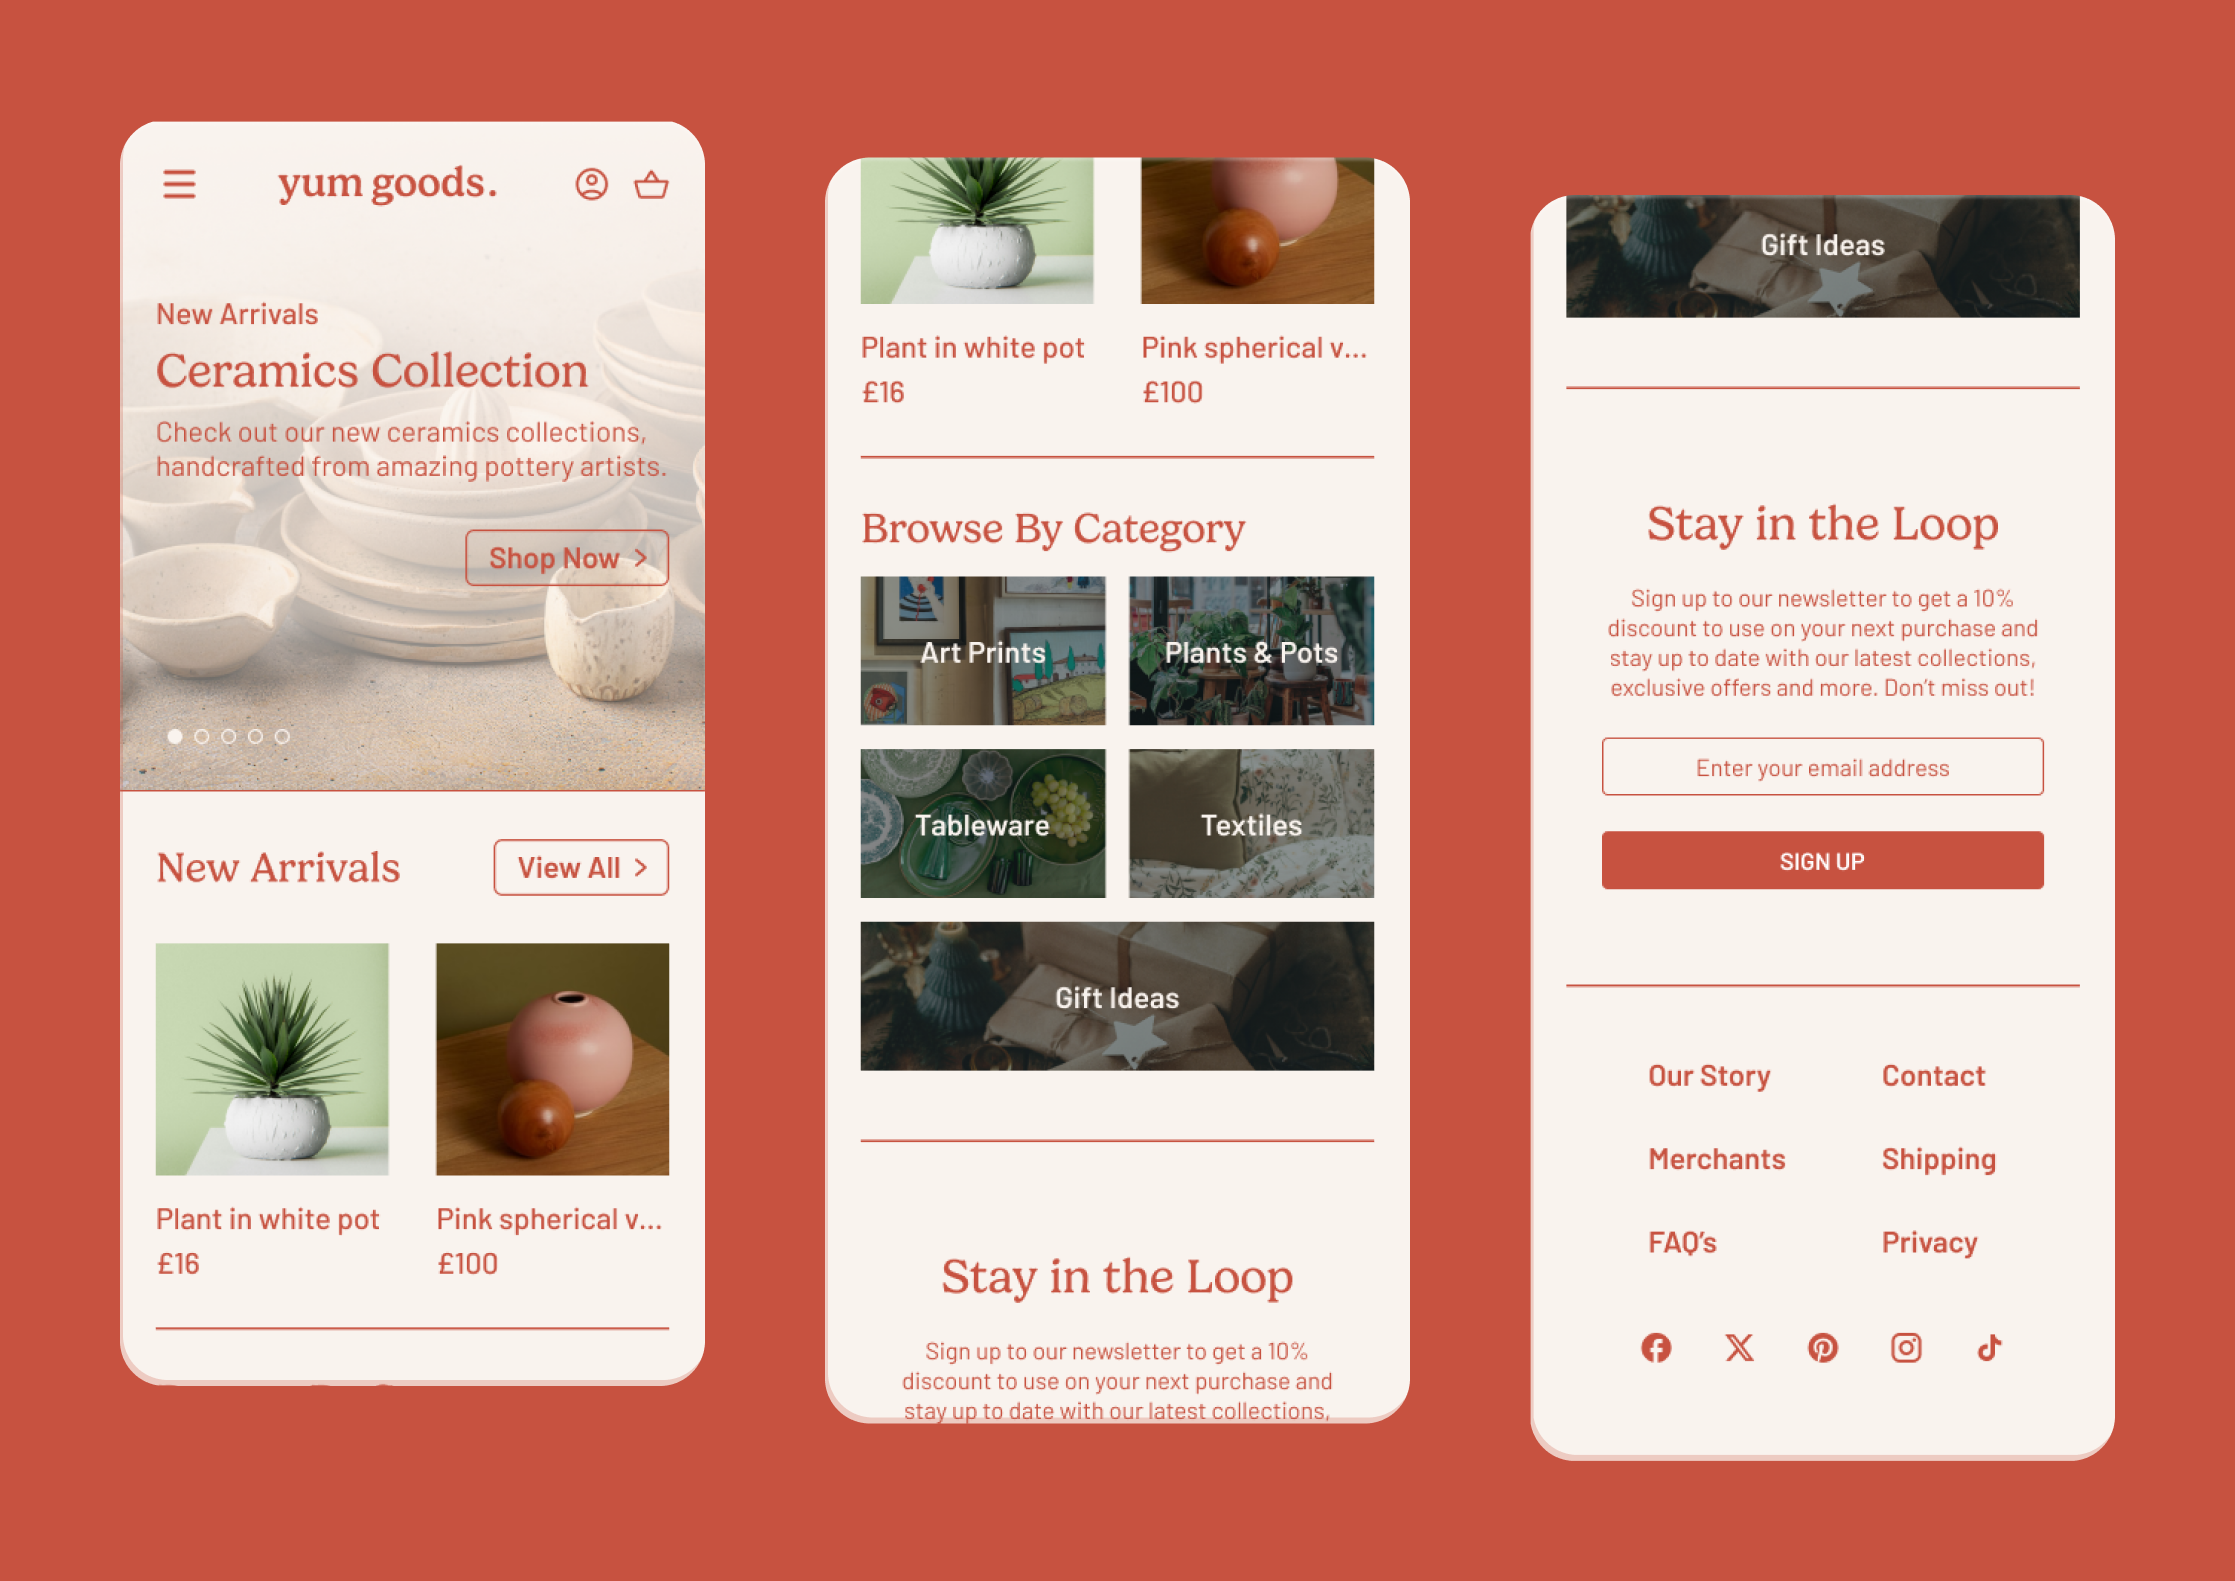 yum goods.
New Arrivals
Ceramics Collection
Check out our new ceramics collections,
handcrafted from amazing pottery artists.
Shop Now
New Arrivals
View All
Plant in white pot
Pink spherical v...
£16
£100
Plant in white pot
Pink spherical v...
£16
£100
Browse By Category
Art Prints
Plants & Pots
Tableware
Textiles
Gift Ideas
Stay in the Loop
Sign up to our newsletter to get a 10%
discount to use on your next purchase and
stay up to date with our latest collections,
Gift Ideas
Stay in the Loop
Sign up to our newsletter to get a 10%
discount to use on your next purchase and
stay up to date with our latest collections,
exclusive offers and more. Don’t miss out!
Enter your email address
SIGN UP
Our Story
Contact
Merchants
Shipping
FAQ’s
Privacy